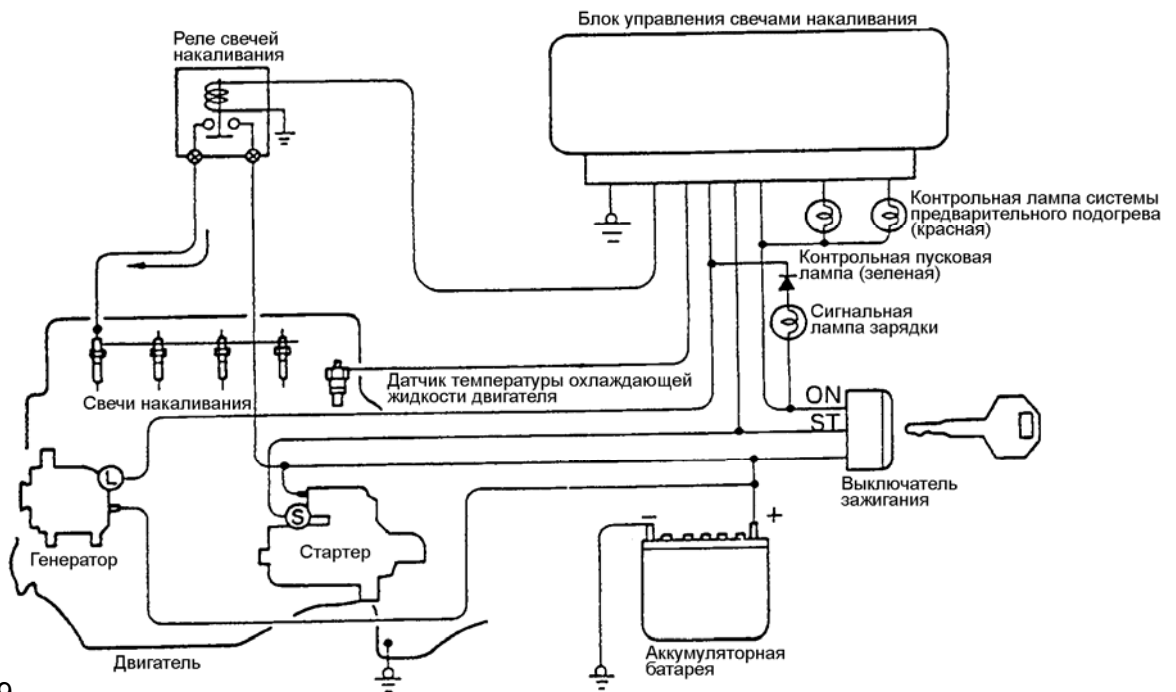 Блок управления свечами накаливания
Реле свечей
накаливания
Контрольная лампа системы
предварительного подогрева
(красная)
Контрольная пусковая
лампа (зеленая)
Сигнальная
лампа зарядки
Датчик температуры охлаждающей
жидкости двигателя
Свечи накаливания
ON
ST
L
S
Выключатель
зажигания
Генератор
Стартер
– +
Аккумуляторная
батарея
Двигатель